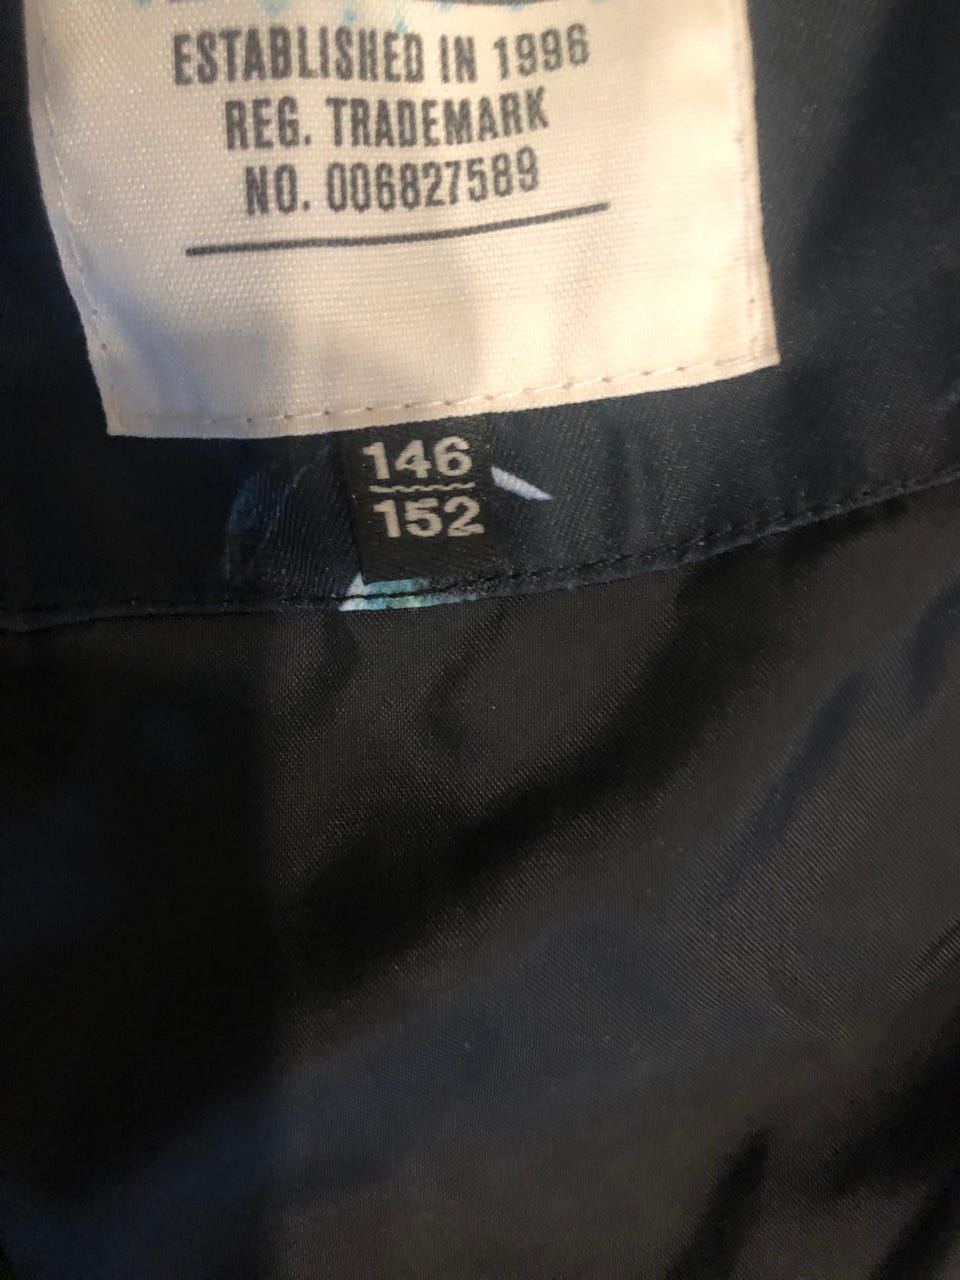 ESTABLISHED IN 1996
REG. TRADEMARK
NO. 006827589
146
152